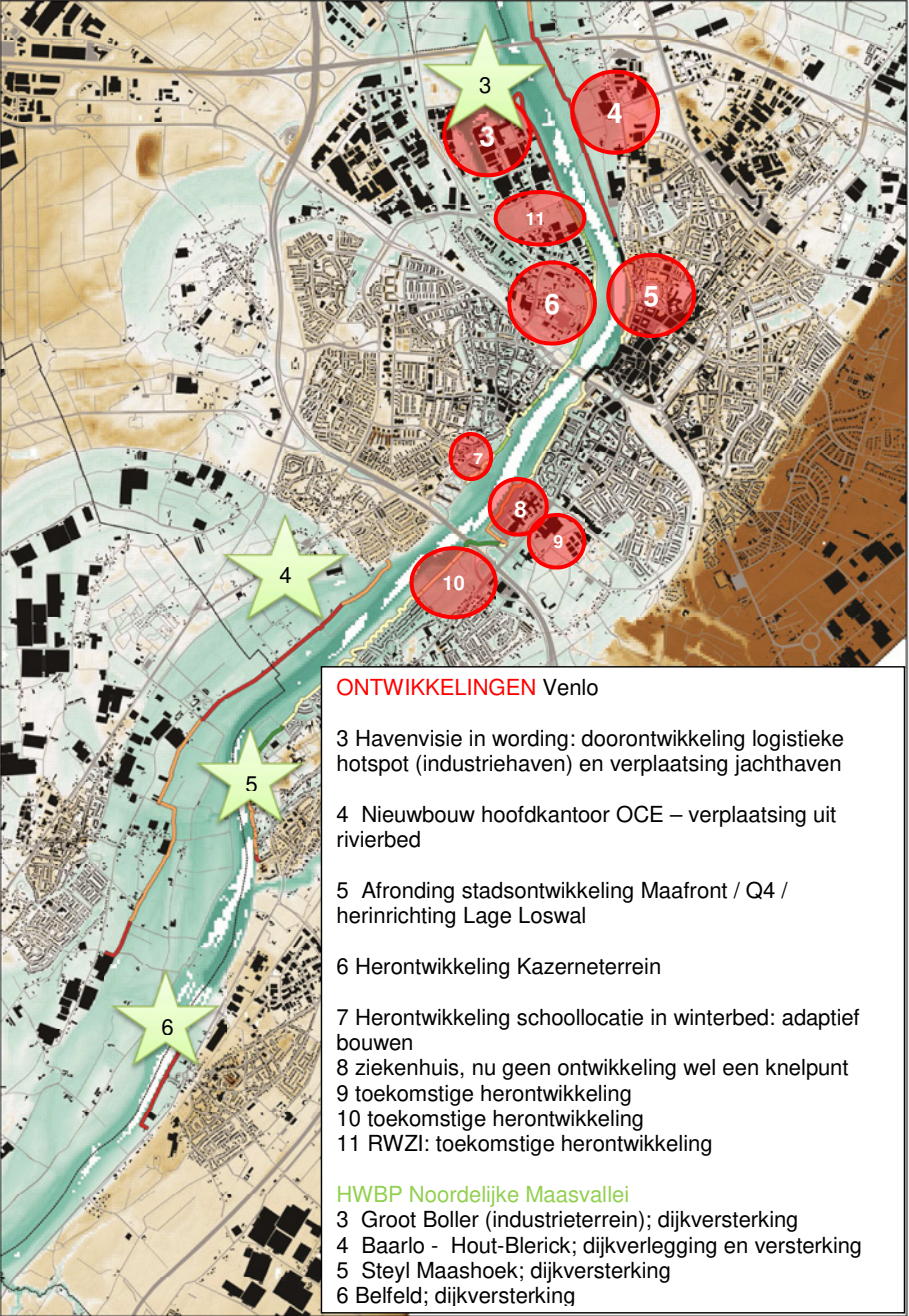 3
3
4
11
6
5
7
8
9
10
4
5
6
ONTWIKKELINGEN Venlo
3 Havenvisie in wording: doorontwikkeling logistieke
hotspot (industriehaven) en verplaatsing jachthaven
4 Nieuwbouw hoofdkantoor OCE – verplaatsing uit
rivierbed
5 Afronding stadsontwikkeling Maafront / Q4 /
herinrichting Lage Loswal
6 Herontwikkeling Kazerneterrein
7 Herontwikkeling schoollocatie in winterbed: adaptief
bouwen
8 ziekenhuis, nu geen ontwikkeling wel een knelpunt
9 toekomstige herontwikkeling
10 toekomstige herontwikkeling
11 RWZI: toekomstige herontwikkeling
HWBP Noordelijke Maasvallei
3 Groot Boller (industrieterrein); dijkversterking
4 Baarlo - Hout-Blerick; dijkverlegging en versterking
5 Steyl Maashoek; dijkversterking
6 Belfeld; dijkversterking